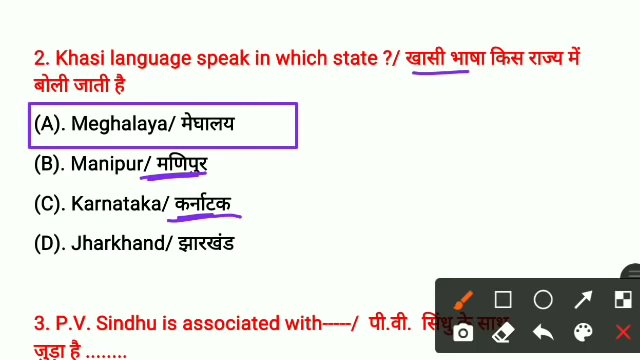 2. Khasi language speak in which state ?/ खासी भाषा किस राज्य में
बोली जाती है
(A). Meghalaya/ मेघालय
(B). Manipur/ मणिपुर
(C). Karnataka/ कर्नाटक
(D). Jharkhand/ झारखंड
3. P.V. Sindhu is associated with-----/ पी.वी. सिंधु के साथ
जुड़ा है ........